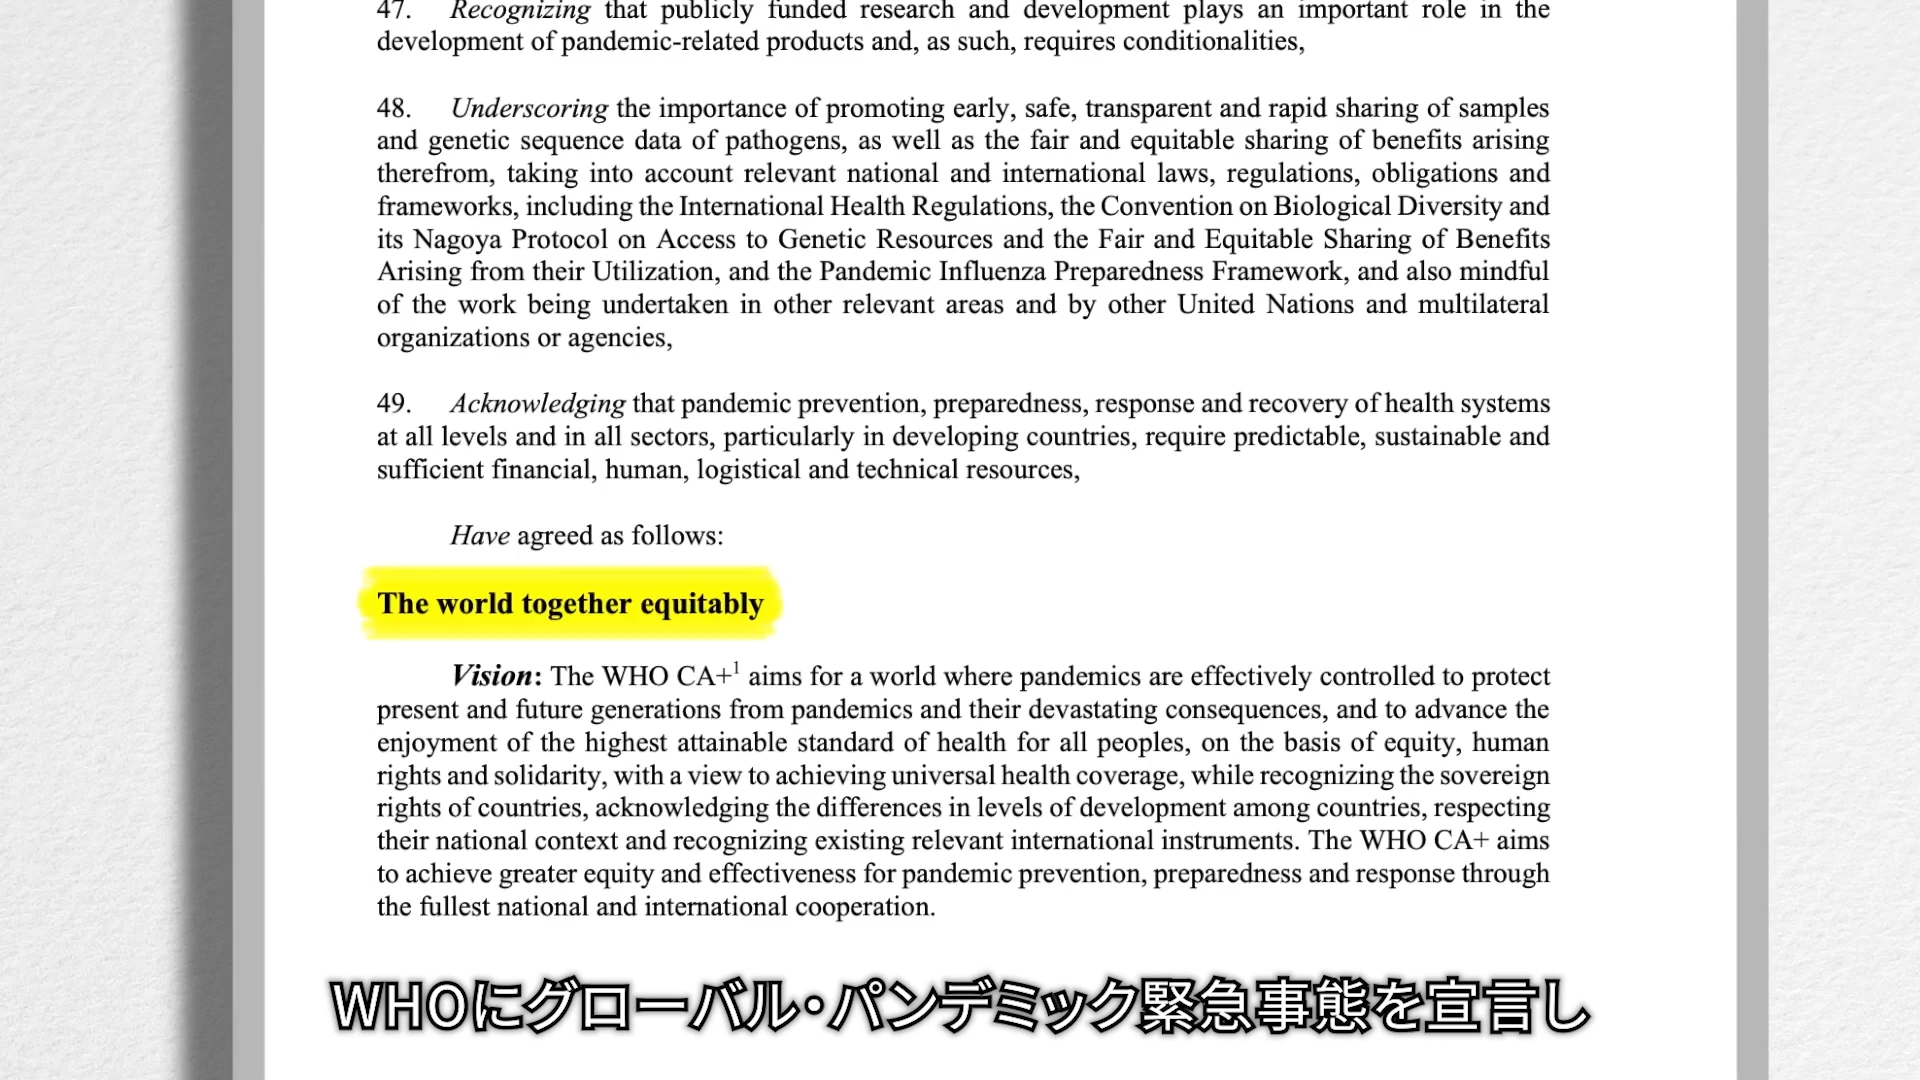 47. Recognizing that publicly funded research and development plays an important role in the
development of pandemic-related products and, as such, requires conditionalities,
48. Underscoring the importance of promoting early, safe, transparent and rapid sharing of samples
and genetic sequence data of pathogens, as well as the fair and equitable sharing of benefits arising
therefrom, taking into account relevant national and international laws, regulations, obligations and
frameworks, including the International Health Regulations, the Convention on Biological Diversity and
its Nagoya Protocol on Access to Genetic Resources and the Fair and Equitable Sharing of Benefits
Arising from their Utilization, and the Pandemic Influenza Preparedness Framework, and also mindful
of the work being undertaken in other relevant areas and by other United Nations and multilateral
organizations or agencies,
49. Acknowledging that pandemic prevention, preparedness, response and recovery of health systems
at all levels and in all sectors, particularly in developing countries, require predictable, sustainable and
sufficient financial, human, logistical and technical resources,
Have agreed as follows:
The world together equitably
Vision: The WHO CA+1 aims for a world where pandemics are effectively controlled to protect
present and future generations from pandemics and their devastating consequences, and to advance the
enjoyment of the highest attainable standard of health for all peoples, on the basis of equity, human
rights and solidarity, with a view to achieving universal health coverage, while recognizing the sovereign
rights of countries, acknowledging the differences in levels of development among countries, respecting
their national context and recognizing existing relevant international instruments. The WHO CA+ aims
to achieve greater equity and effectiveness for pandemic prevention, preparedness and response through
the fullest national and international cooperation.
WHOにグローバル・パンデミック緊急事態を宣言し